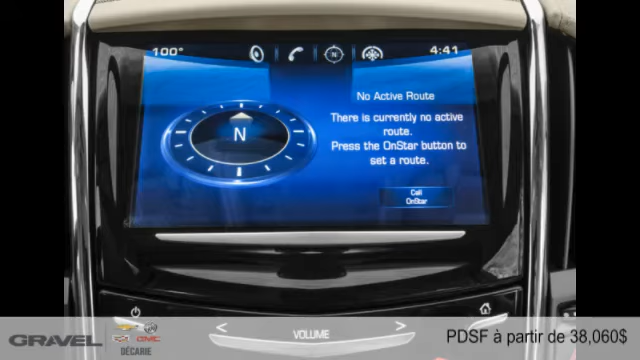 100°
N
4:41
No Active Route
There is currently no active
route.
Press the OnStar button to
set a route.
N
Call
OnStar
VOLUME
GRAVEL
GMC
DÉCARIE
PDSF à partir de 38,060$